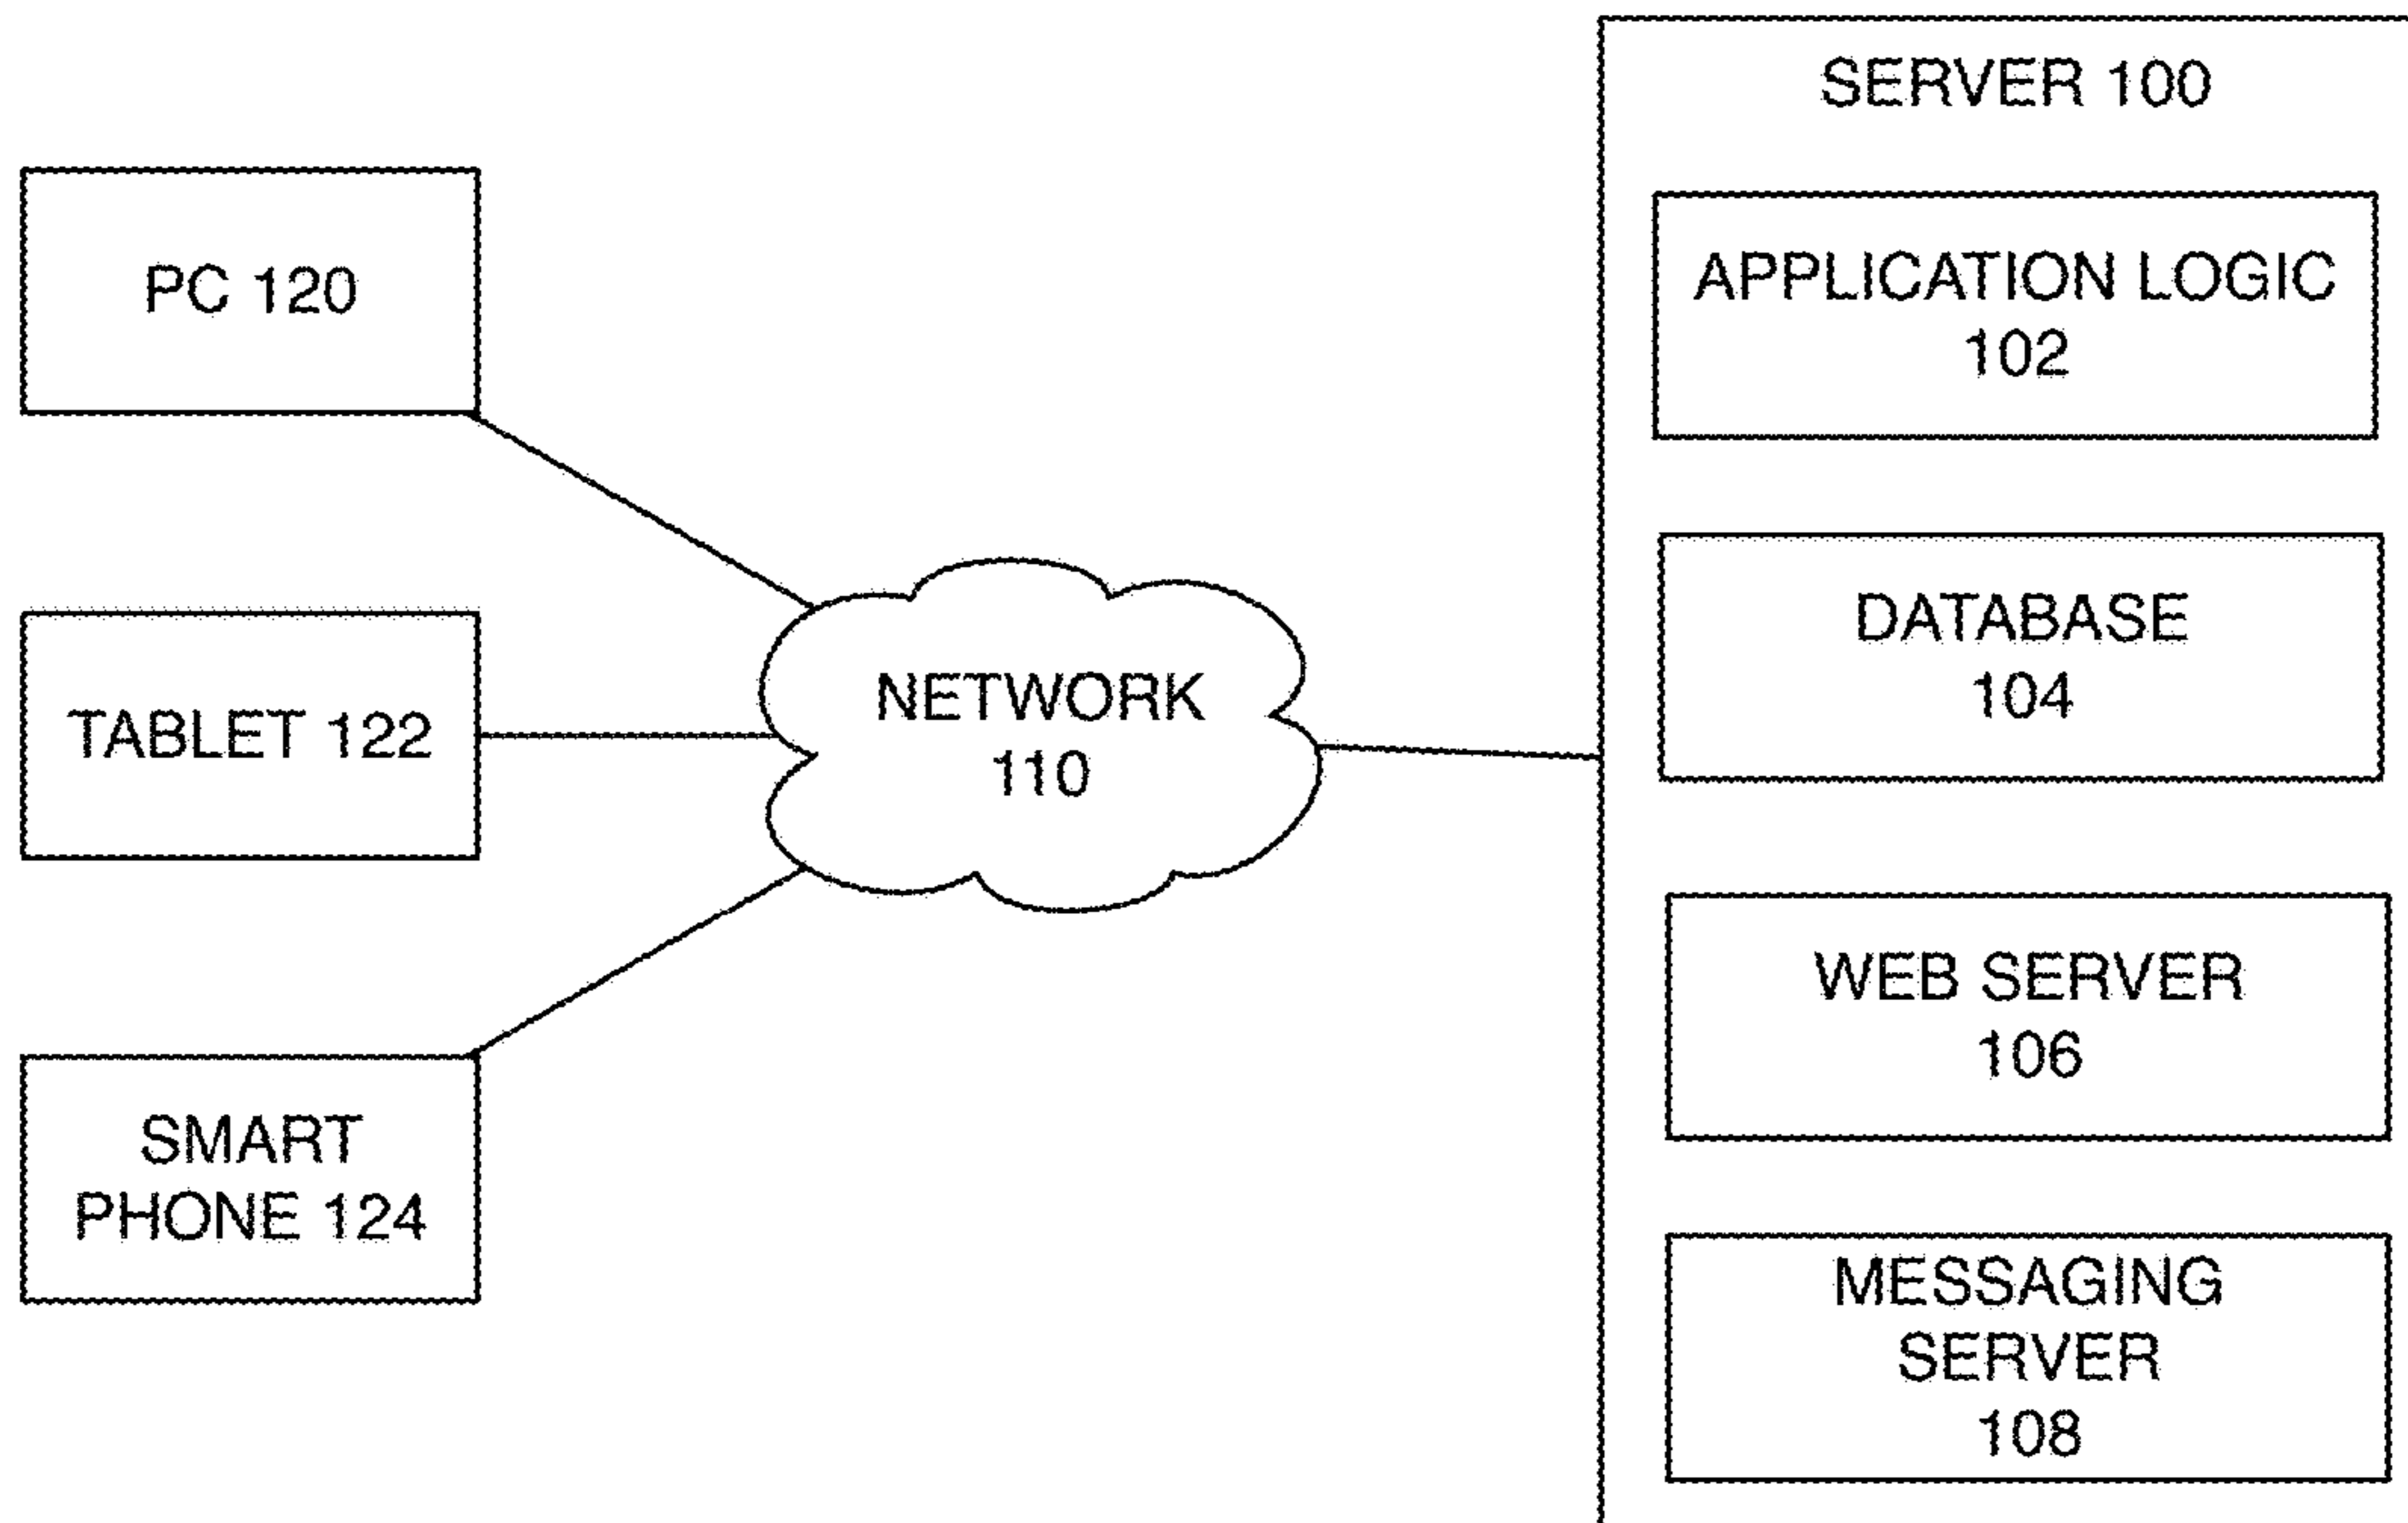 SERVER 100
PC 120
APPLICATION LOGIC
102
DATABASE
104
TABLET 122
NETWORK
110
WEB SERVER
106
SMART
PHONE 124
MESSAGING
SERVER
108